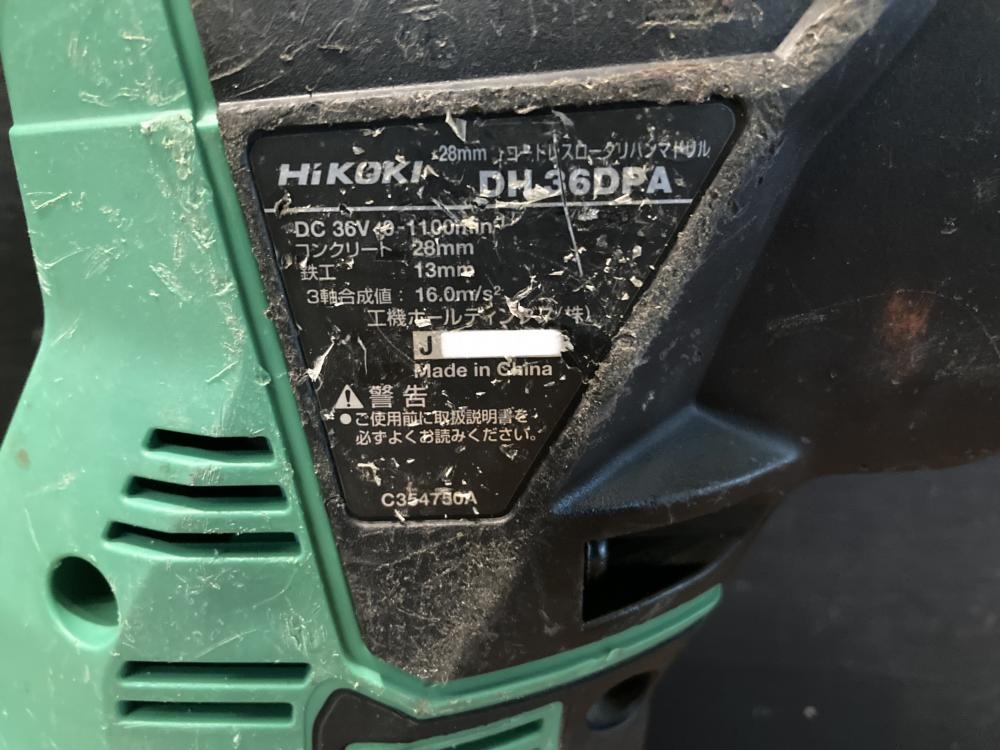 28mm コードレスロータリハンマドリル
HiKOKI DH 36DPA
DC 36V 0-1100min⁻¹
コンクリート 28mm
鉄工 13mm
3軸合成値 : 16.0m/s²
工機ホールディングス(株)
J
Made in China
警告
●ご使用前に取扱説明書を
必ずよくお読みください。
C354750A